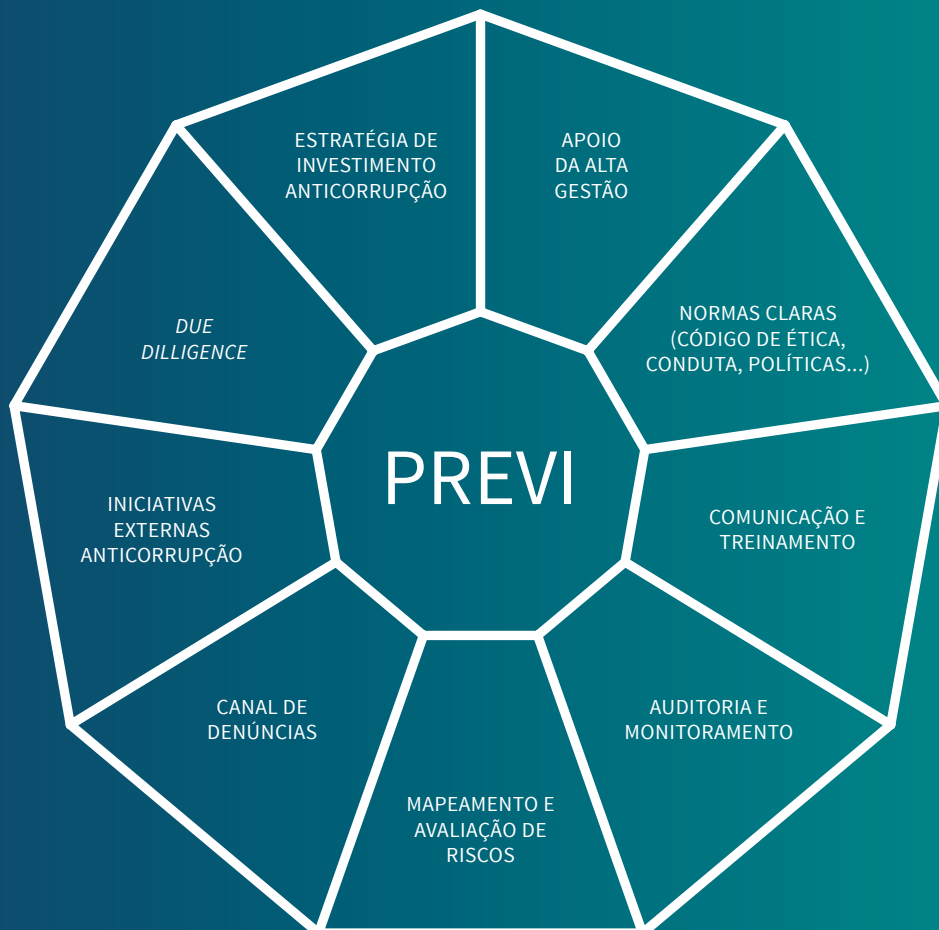 ESTRATÉGIA DE
INVESTIMENTO
ANTICORRUPÇÃO
APOIO
DA ALTA
GESTÃO
NORMAS CLARAS
(CÓDIGO DE ÉTICA,
CONDUTA, POLÍTICAS...)
COMUNICAÇÃO E
TREINAMENTO
AUDITORIA E
MONITORAMENTO
MAPEAMENTO E
AVALIAÇÃO DE
RISCOS
CANAL DE
DENÚNCIAS
INICIATIVAS
EXTERNAS
ANTICORRUPÇÃO
DUE
DILLIGENCE
PREVI